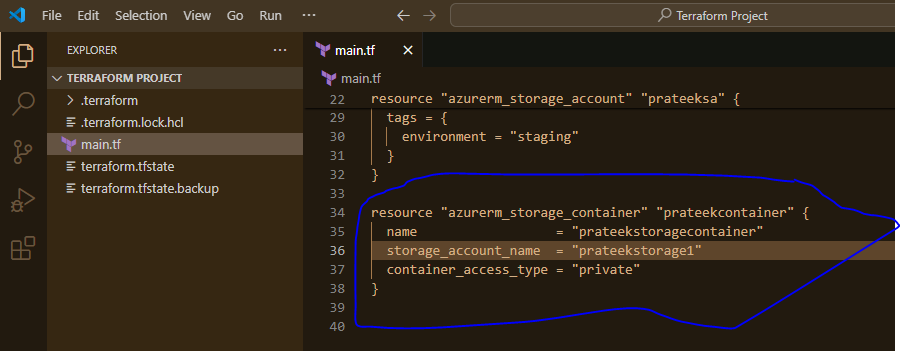 File Edit Selection View Go Run ···
Terraform Project
EXPLORER ···
TERRAFORM PROJECT
.terraform
.terraform.lock.hcl
main.tf
terraform.tfstate
terraform.tfstate.backup
main.tf
main.tf
22 resource "azurerm_storage_account" "prateeksa" {
29 tags = {
30 environment = "staging"
31 }
32 }
33
34 resource "azurerm_storage_container" "prateekcontainer" {
35 name = "prateekstoragecontainer"
36 storage_account_name = "prateekstorage1"
37 container_access_type = "private"
38 }
39
40